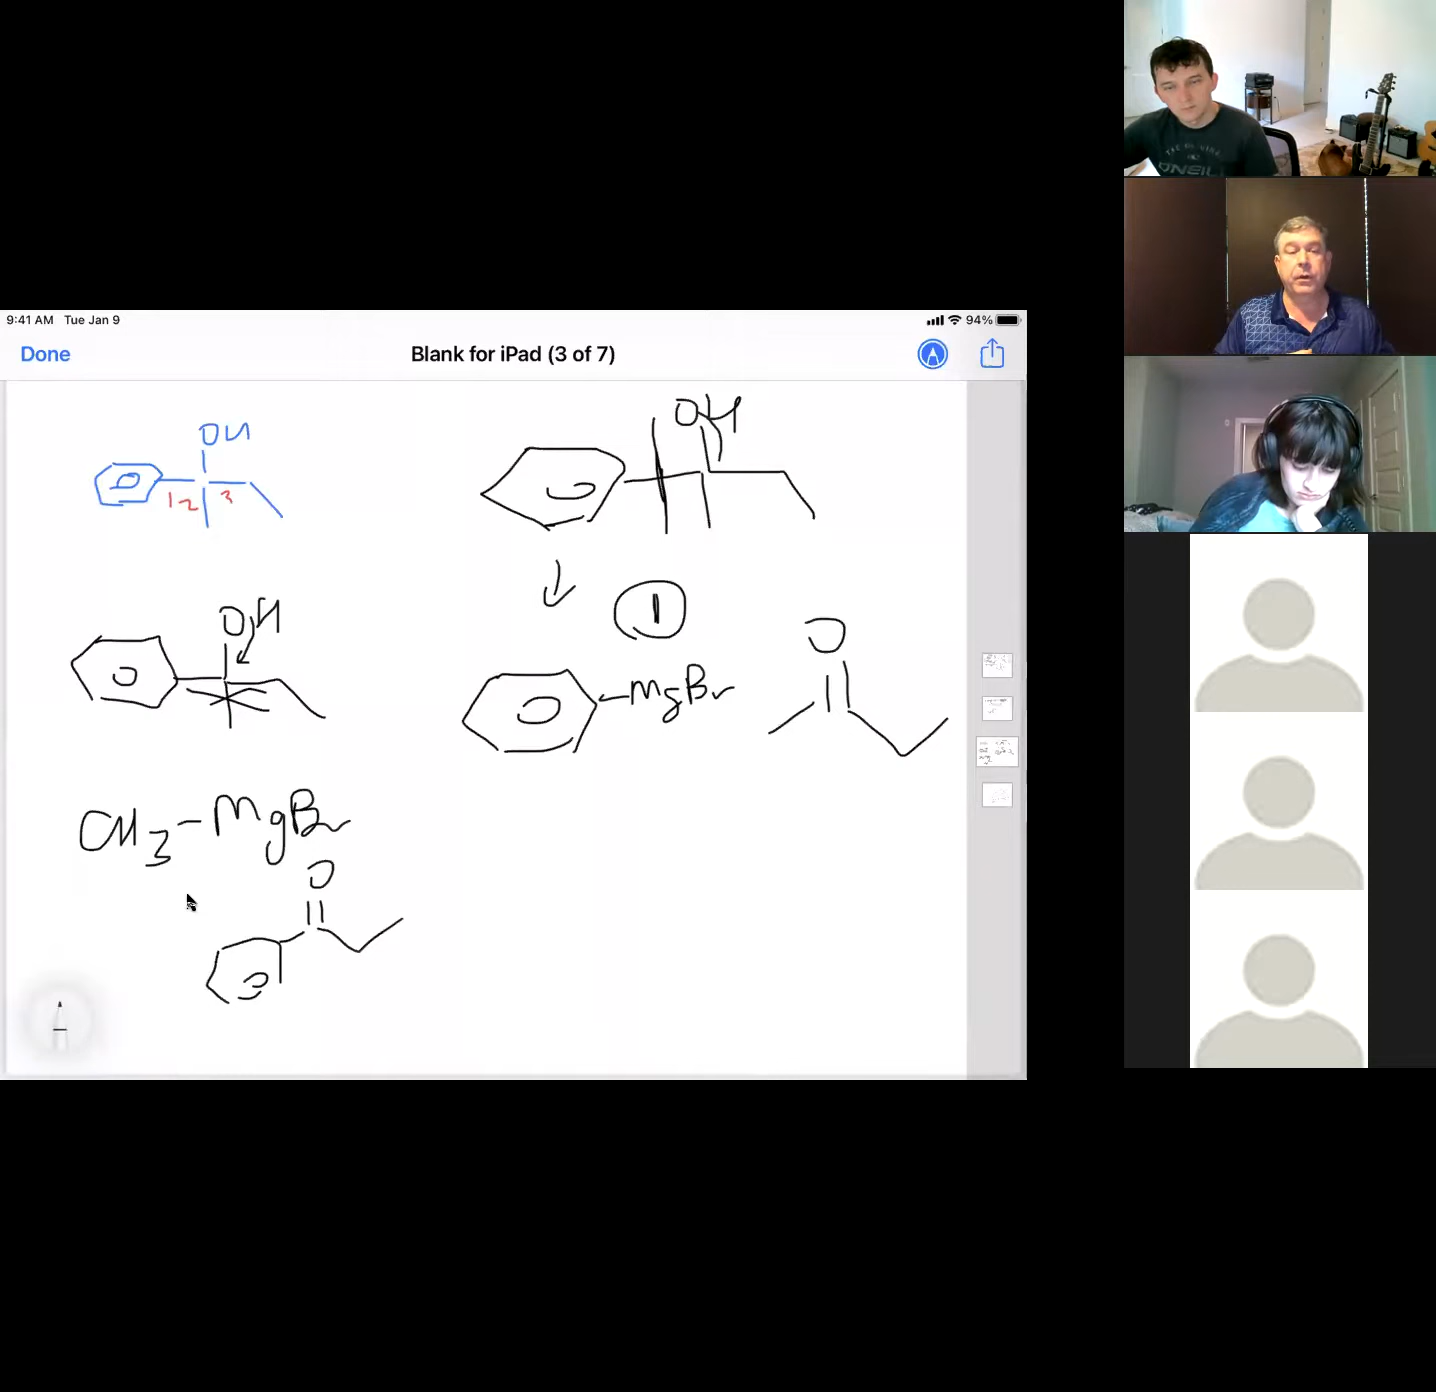 9:41 AM Tue Jan 9
94%
Done
Blank for iPad (3 of 7)
OH
1 2 3
OH
OH
1
MgBr
O
CH3-MgBr
O
O'NEILL